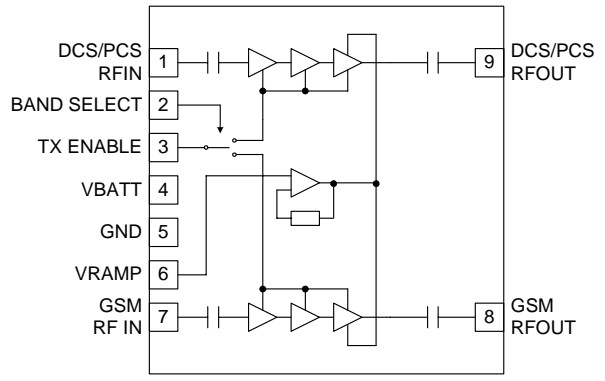 DCS/PCS
RFIN
1
9
DCS/PCS
RFOUT
BAND SELECT
2
TX ENABLE
3
VBATT
4
GND
5
VRAMP
6
GSM
RF IN
7
8
GSM
RFOUT